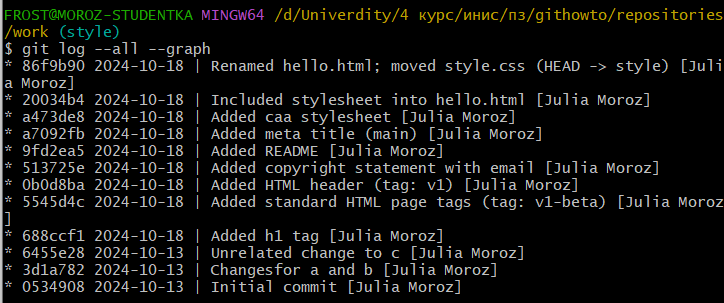 FROST@MOROZ-STUDENTKA MINGW64 /d/Univerdity/4 курс/инис/пз/githowto/repositories
/work (style)
$ git log --all --graph
* 86f9b90 2024-10-18 | Renamed hello.html; moved style.css (HEAD -> style) [Juli
a Moroz]
* 20034b4 2024-10-18 | Included stylesheet into hello.html [Julia Moroz]
* a473de8 2024-10-18 | Added caa stylesheet [Julia Moroz]
* a7092fb 2024-10-18 | Added meta title (main) [Julia Moroz]
* 9fd2ea5 2024-10-18 | Added README [Julia Moroz]
* 513725e 2024-10-18 | Added copyright statement with email [Julia Moroz]
* 0b0d8ba 2024-10-18 | Added HTML header (tag: v1) [Julia Moroz]
* 5545d4c 2024-10-18 | Added standard HTML page tags (tag: v1-beta) [Julia Moroz
]
* 688ccf1 2024-10-18 | Added h1 tag [Julia Moroz]
* 6455e28 2024-10-13 | Unrelated change to c [Julia Moroz]
* 3d1a782 2024-10-13 | Changesfor a and b [Julia Moroz]
* 0534908 2024-10-13 | Initial commit [Julia Moroz]